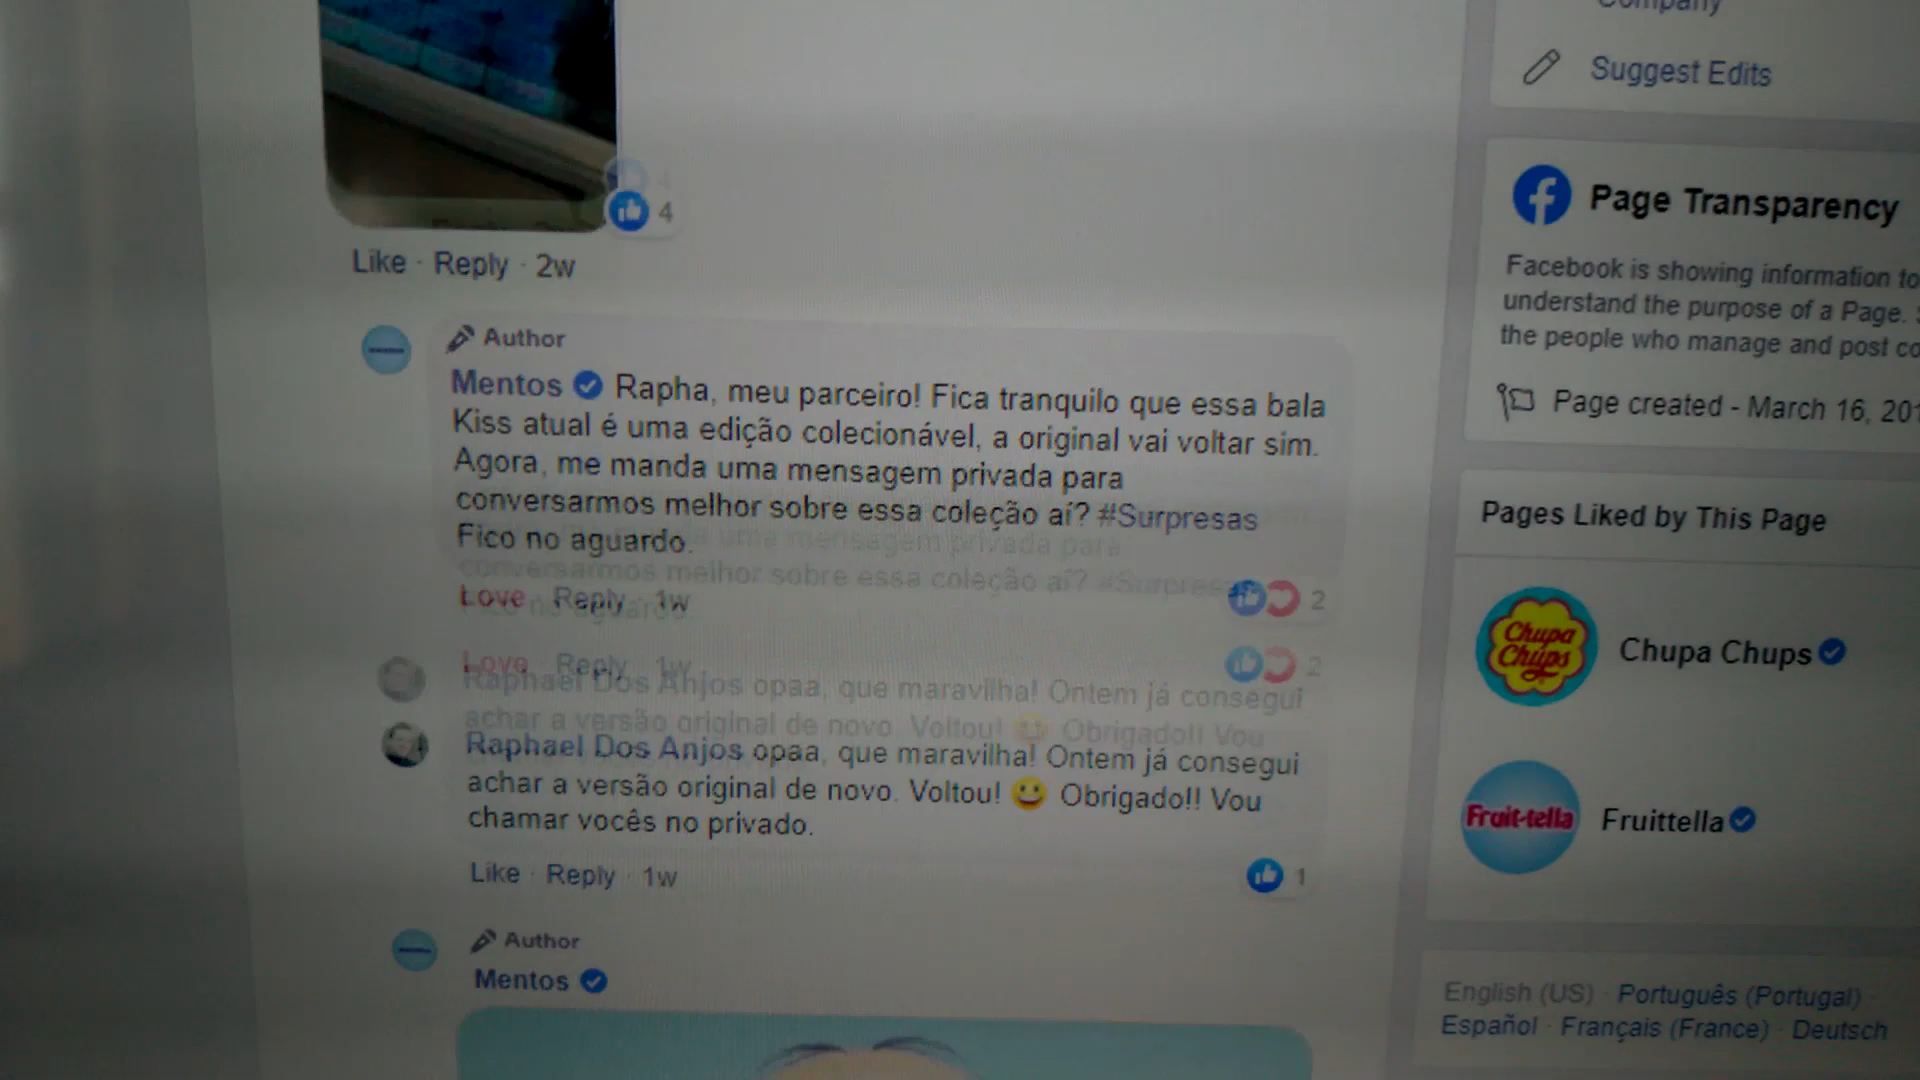 Company
Suggest Edits
4
Like · Reply · 2w
Page Transparency
Facebook is showing information to
understand the purpose of a Page.
the people who manage and post
Page created - March 16,
Author
Mentos Rapha, meu parceiro! Fica tranquilo que essa bala
Kiss atual é uma edição colecionável, a original vai voltar sim.
Agora, me manda uma mensagem privada para
conversarmos melhor sobre essa coleção aí? #Surpresas
Fico no aguardo.
Love · Reply · 1w
2
Pages Liked by This Page
Chupa Chups
Chupa Chups
Raphael Dos Anjos opaa, que maravilha! Ontem já consegui
achar a versão original de novo. Voltou! 😀 Obrigado!! Vou
chamar vocês no privado.
Like · Reply · 1w
1
Fruit-tella
Fruittella
Author
Mentos
English (US) · Português (Portugal) ·
Español · Français (France) · Deutsch